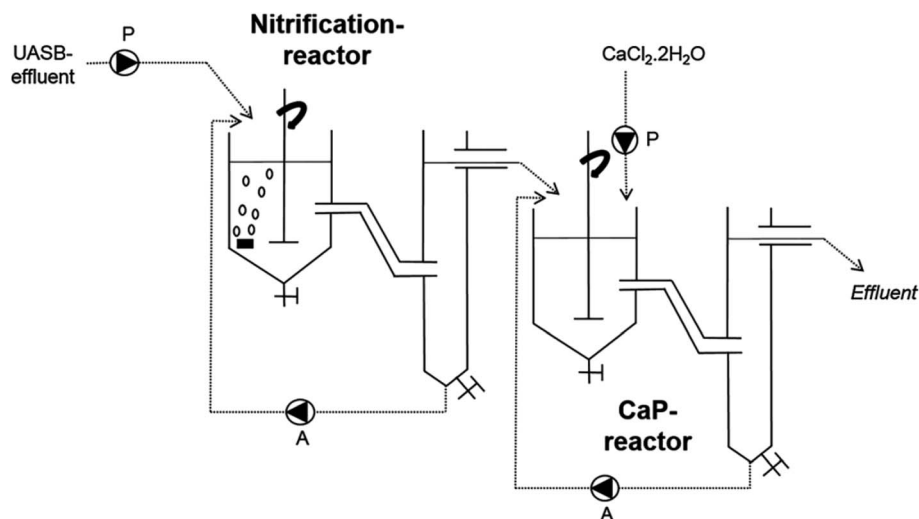 Nitrification-
reactor
P
UASB-
effluent
CaCl₂.2H₂O
P
Effluent
A
CaP-
reactor
A